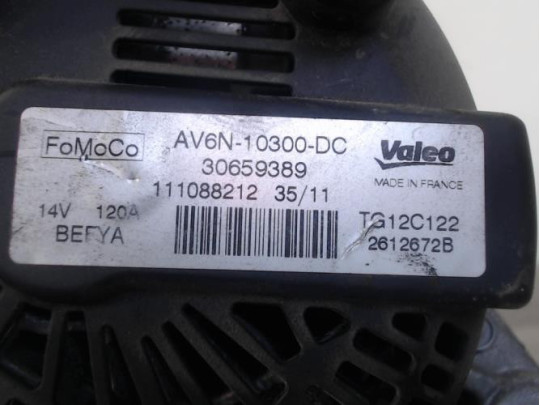 FoMoCo AV6N-10300-DC Valeo
30659389 MADE IN FRANCE
111088212 35/11
14V 120A TG12C122
BEFYA 2612672B